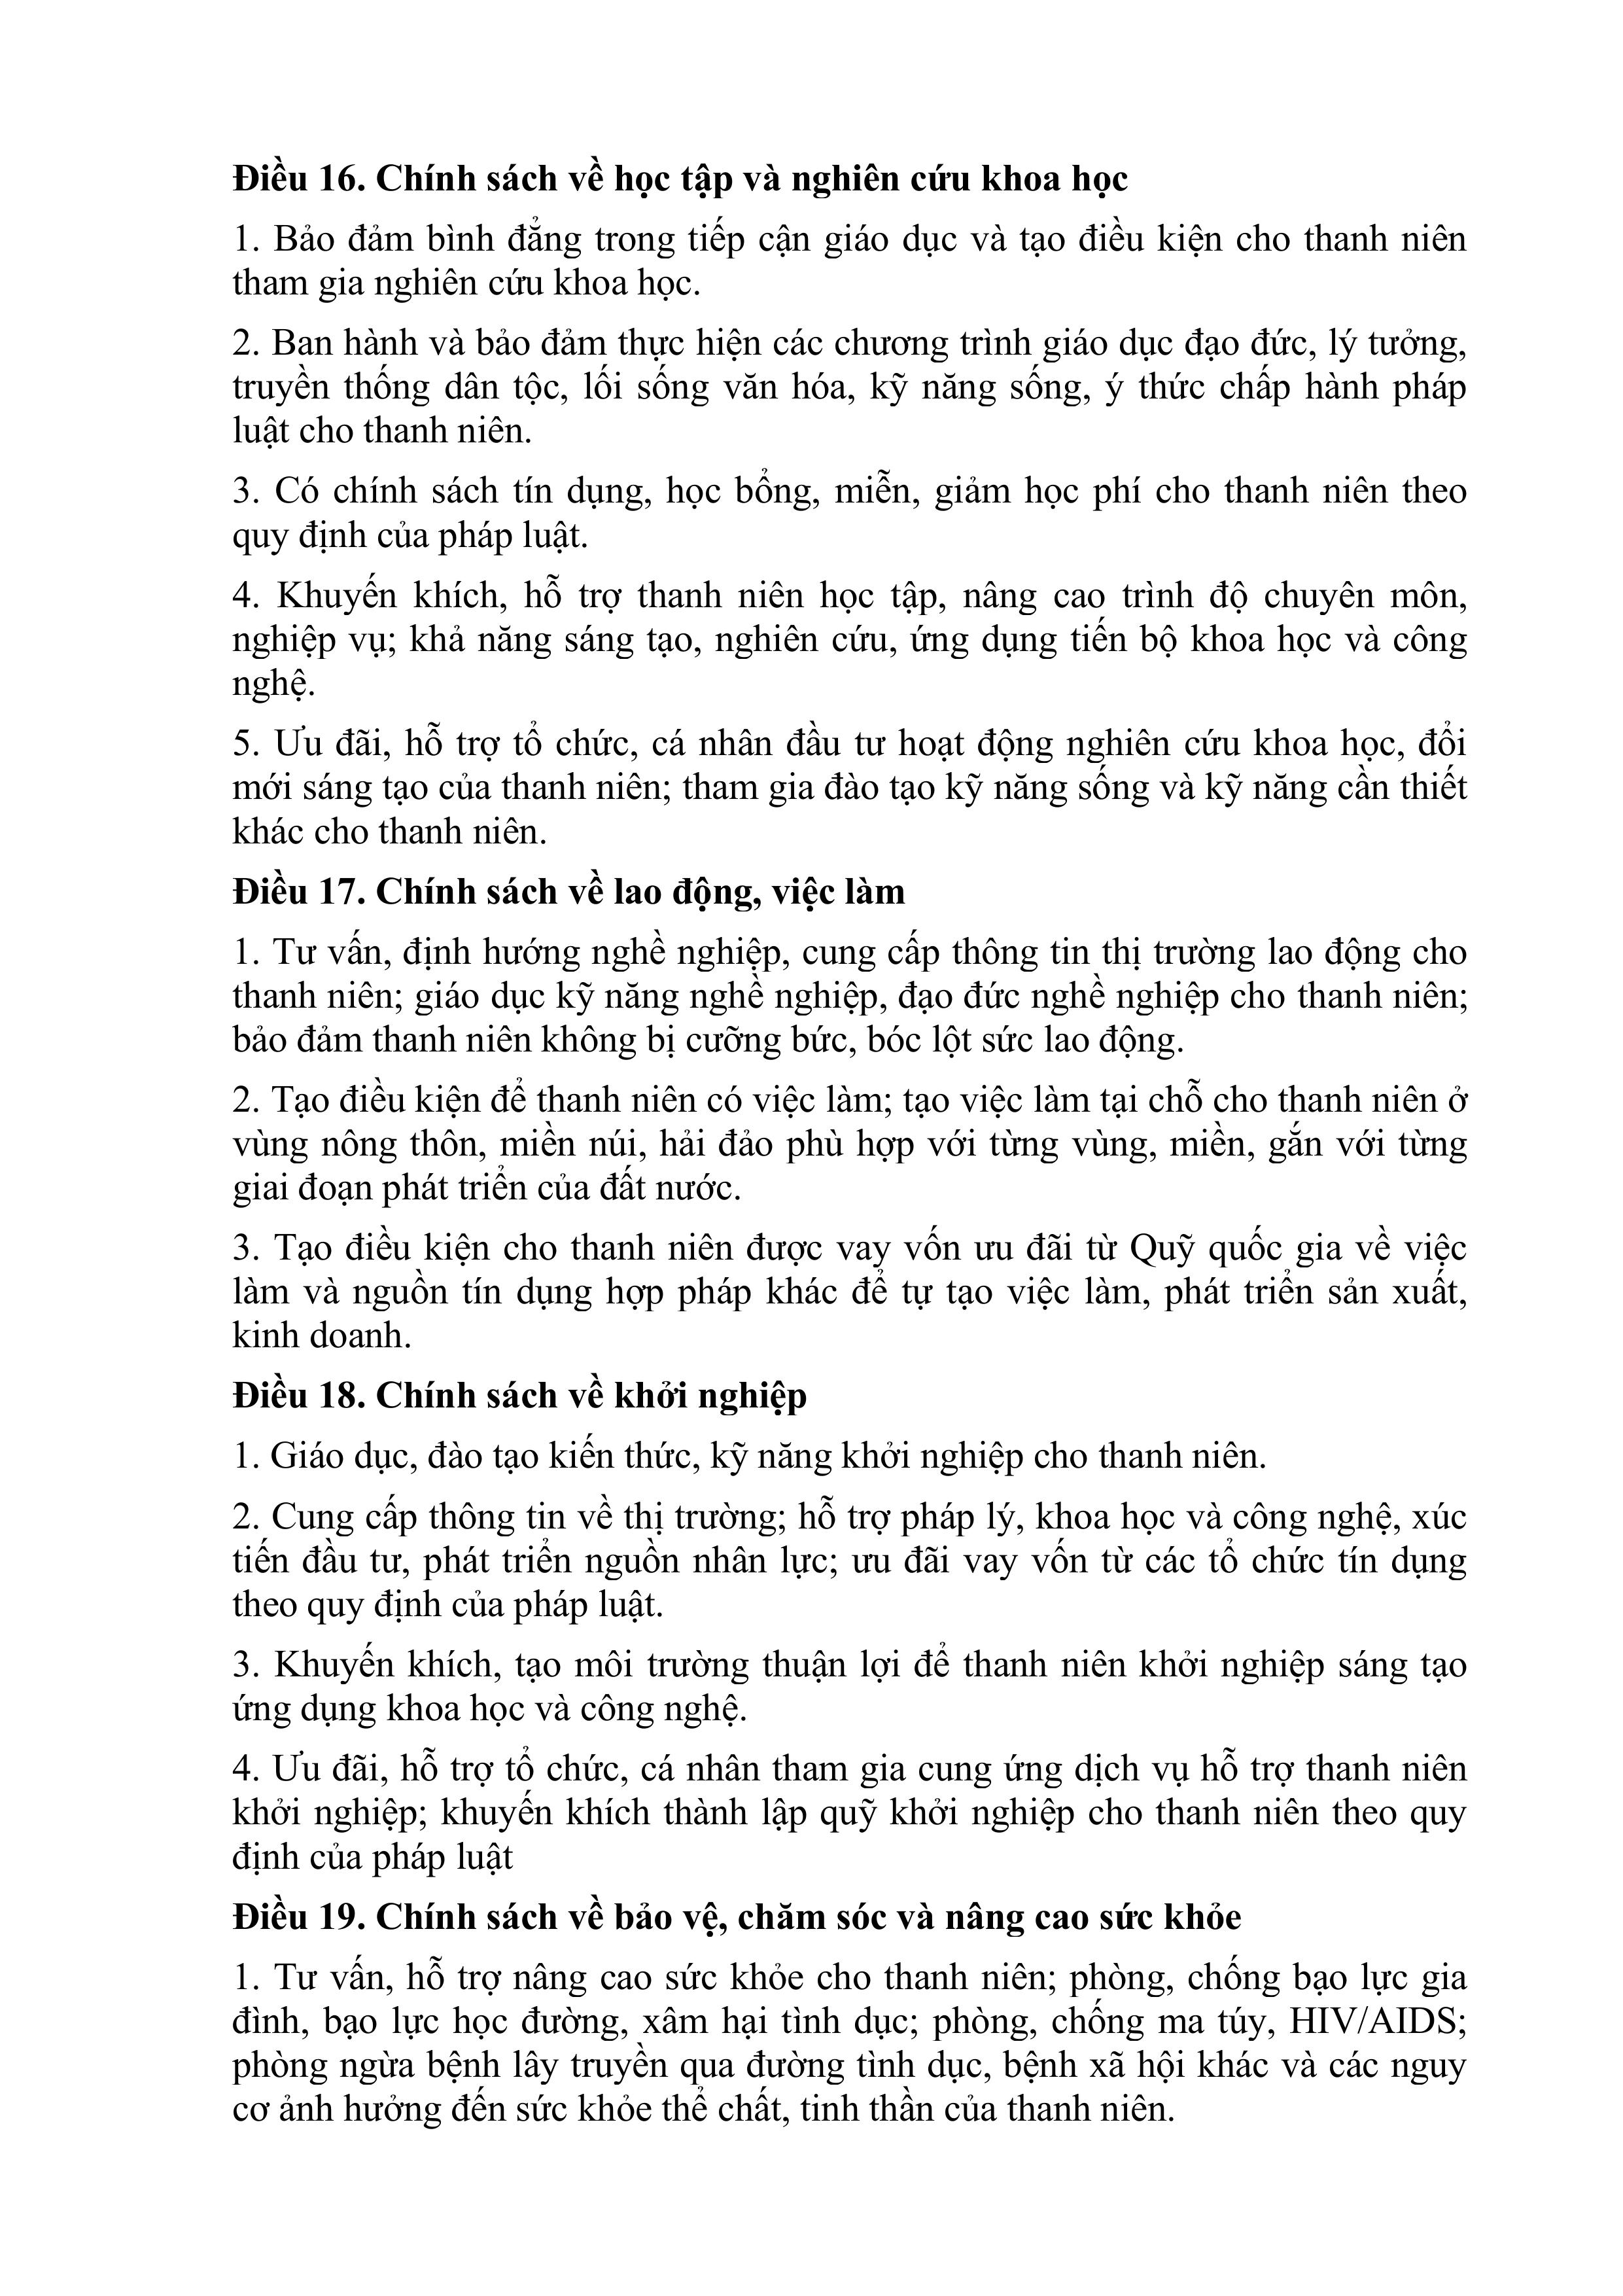 Điều 16. Chính sách về học tập và nghiên cứu khoa học
1. Bảo đảm bình đẳng trong tiếp cận giáo dục và tạo điều kiện cho thanh niên
tham gia nghiên cứu khoa học.
2. Ban hành và bảo đảm thực hiện các chương trình giáo dục đạo đức, lý tưởng,
truyền thống dân tộc, lối sống văn hóa, kỹ năng sống, ý thức chấp hành pháp
luật cho thanh niên.
3. Có chính sách tín dụng, học bổng, miễn, giảm học phí cho thanh niên theo
quy định của pháp luật.
4. Khuyến khích, hỗ trợ thanh niên học tập, nâng cao trình độ chuyên môn,
nghiệp vụ; khả năng sáng tạo, nghiên cứu, ứng dụng tiến bộ khoa học và công
nghệ.
5. Ưu đãi, hỗ trợ tổ chức, cá nhân đầu tư hoạt động nghiên cứu khoa học, đổi
mới sáng tạo của thanh niên; tham gia đào tạo kỹ năng sống và kỹ năng cần thiết
khác cho thanh niên.
Điều 17. Chính sách về lao động, việc làm
1. Tư vấn, định hướng nghề nghiệp, cung cấp thông tin thị trường lao động cho
thanh niên; giáo dục kỹ năng nghề nghiệp, đạo đức nghề nghiệp cho thanh niên;
bảo đảm thanh niên không bị cưỡng bức, bóc lột sức lao động.
2. Tạo điều kiện để thanh niên có việc làm; tạo việc làm tại chỗ cho thanh niên ở
vùng nông thôn, miền núi, hải đảo phù hợp với từng vùng, miền, gắn với từng
giai đoạn phát triển của đất nước.
3. Tạo điều kiện cho thanh niên được vay vốn ưu đãi từ Quỹ quốc gia về việc
làm và nguồn tín dụng hợp pháp khác để tự tạo việc làm, phát triển sản xuất,
kinh doanh.
Điều 18. Chính sách về khởi nghiệp
1. Giáo dục, đào tạo kiến thức, kỹ năng khởi nghiệp cho thanh niên.
2. Cung cấp thông tin về thị trường; hỗ trợ pháp lý, khoa học và công nghệ, xúc
tiến đầu tư, phát triển nguồn nhân lực; ưu đãi vay vốn từ các tổ chức tín dụng
theo quy định của pháp luật.
3. Khuyến khích, tạo môi trường thuận lợi để thanh niên khởi nghiệp sáng tạo
ứng dụng khoa học và công nghệ.
4. Ưu đãi, hỗ trợ tổ chức, cá nhân tham gia cung ứng dịch vụ hỗ trợ thanh niên
khởi nghiệp; khuyến khích thành lập quỹ khởi nghiệp cho thanh niên theo quy
định của pháp luật
Điều 19. Chính sách về bảo vệ, chăm sóc và nâng cao sức khỏe
1. Tư vấn, hỗ trợ nâng cao sức khỏe cho thanh niên; phòng, chống bạo lực gia
đình, bạo lực học đường, xâm hại tình dục; phòng, chống ma túy, HIV/AIDS;
phòng ngừa bệnh lây truyền qua đường tình dục, bệnh xã hội khác và các nguy
cơ ảnh hưởng đến sức khỏe thể chất, tinh thần của thanh niên.